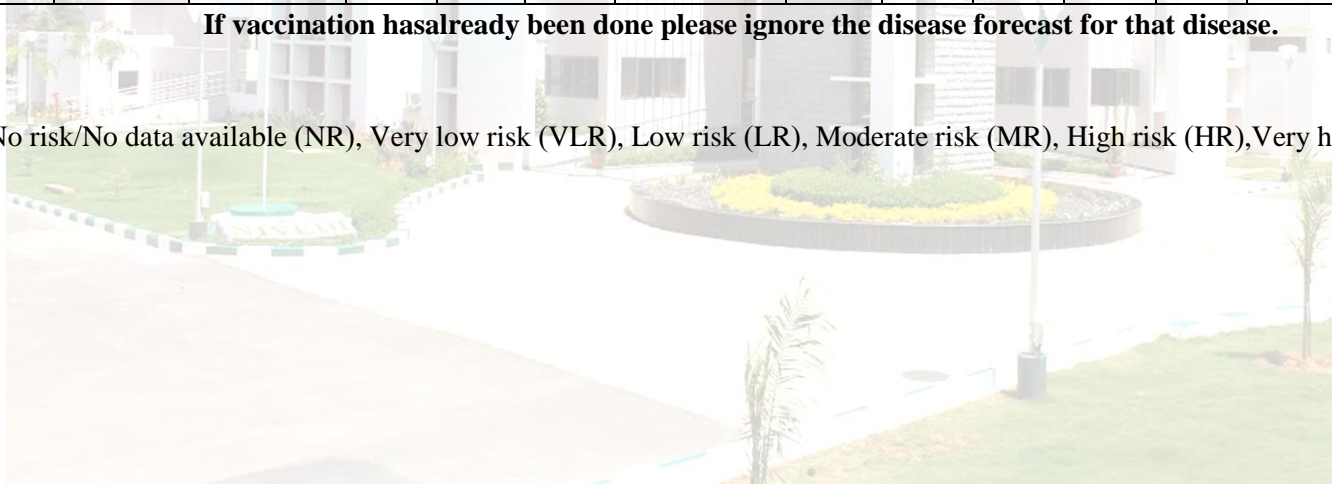 If vaccination hasalready been done please ignore the disease forecast for that disease.
No risk/No data available (NR), Very low risk (VLR), Low risk (LR), Moderate risk (MR), High risk (HR),Very h
NIVEDI